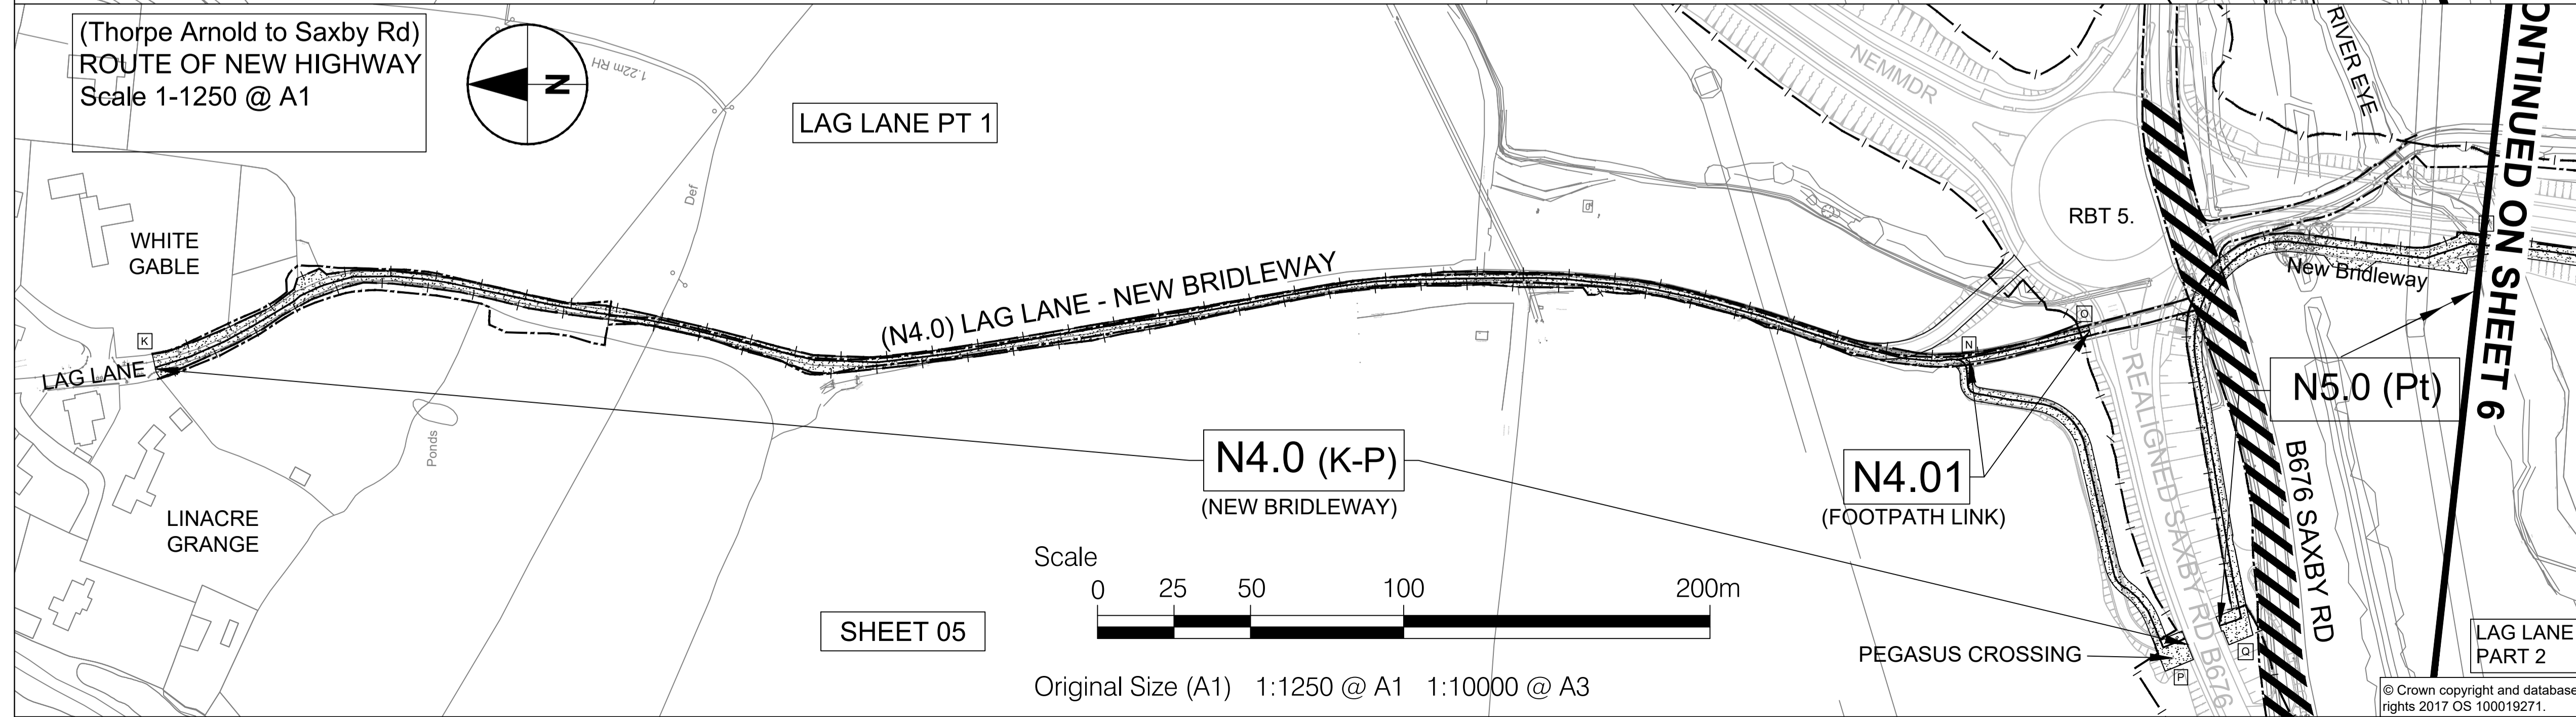 (Thorpe Arnold to Saxby Rd)
ROUTE OF NEW HIGHWAY
Scale 1-1250 @ A1
N
1.22m RH
LAG LANE PT 1
Def
NEMMDR
RIVER EYE
CONTINUED ON SHEET 6
RBT 5.
WHITE
GABLE
(N4.0) LAG LANE - NEW BRIDLEWAY
New Bridleway
K
LAG LANE
N
O
N5.0 (Pt)
REALIGNED SAXBY RD B676
B676 SAXBY RD
Ponds
N4.0 (K-P)
(NEW BRIDLEWAY)
N4.01
(FOOTPATH LINK)
LINACRE
GRANGE
Scale
0 25 50 100 200m
SHEET 05
Original Size (A1) 1:1250 @ A1 1:10000 @ A3
PEGASUS CROSSING
P
Q
LAG LANE
PART 2
© Crown copyright and database
rights 2017 OS 100019271.